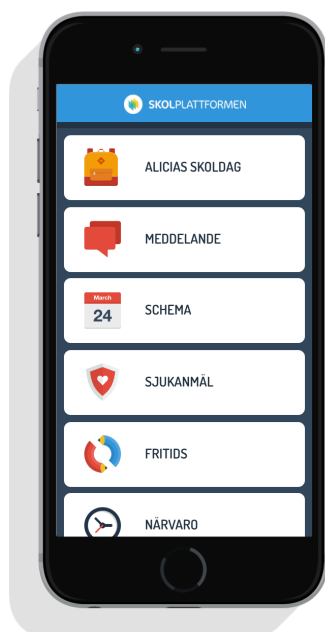 SKOLPLATTFORMEN
ALICIAS SKOLDAG
MEDDELANDE
March
24
SCHEMA
SJUKANMÄL
FRITIDS
NÄRVARO